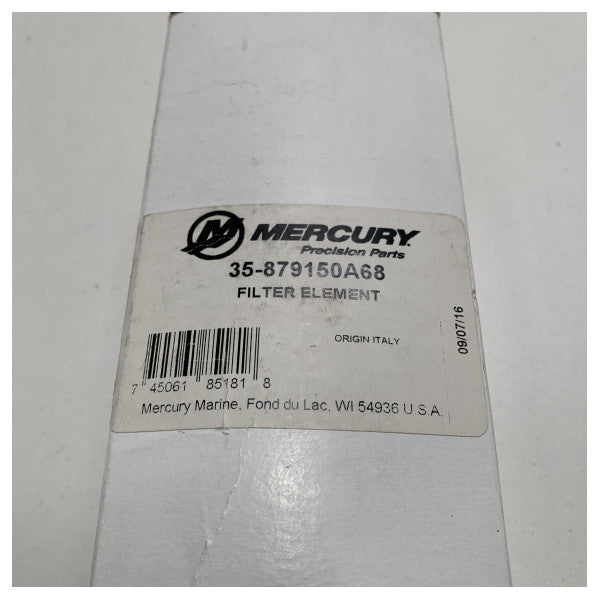 MERCURY
Precision Parts
35-879150A68
FILTER ELEMENT
ORIGIN ITALY
09/07/16
7 45061 85181 8
Mercury Marine, Fond du Lac, WI 54936 U.S.A.